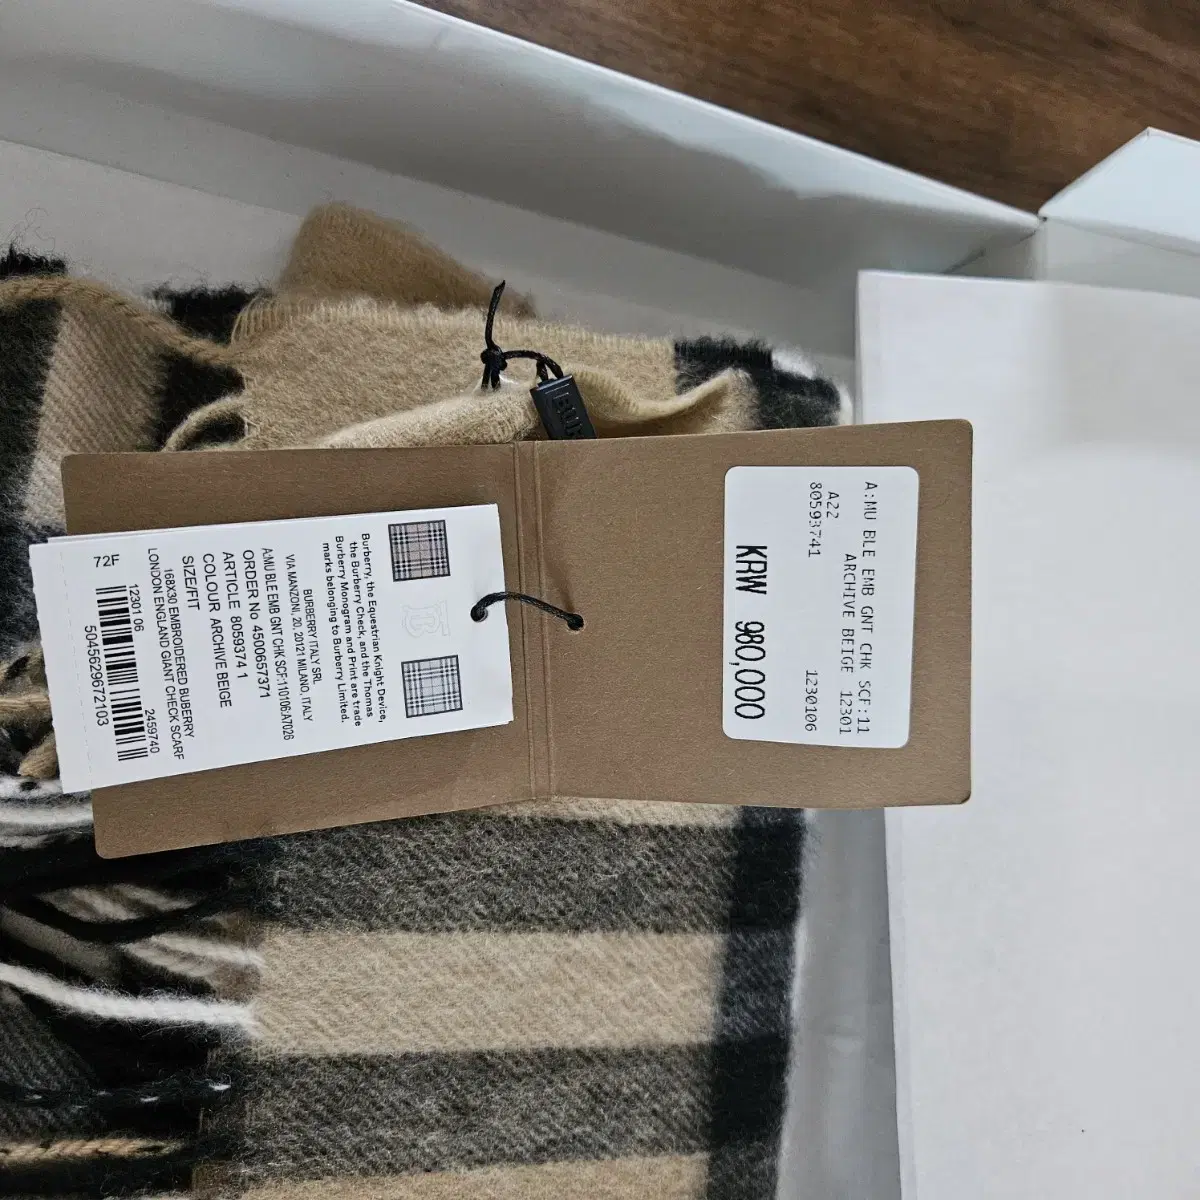 Burberry, the Equestrian Knight Device,
the Burberry Check, and the Thomas
Burberry Monogram and Print are trade
marks belonging to Burberry Limited.
BURBERRY ITALY SRL
VIA MANZONI, 20, 20121 MILANO, ITALY
A:MU BLE EMB GNT CHK SCF:110106:A7026
ORDER No 4500657371
ARTICLE 8059374 1
COLOUR ARCHIVE BEIGE
SIZE/FIT
168X30 EMBROIDERED BUBERRY
LONDON ENGLAND GIANT CHECK SCARF
12301 06 2459740
5045629672103
72F
A:MU BLE EMB GNT CHK SCF:11
ARCHIVE BEIGE 12301
A22
80593741 1230106
KRW 980,000